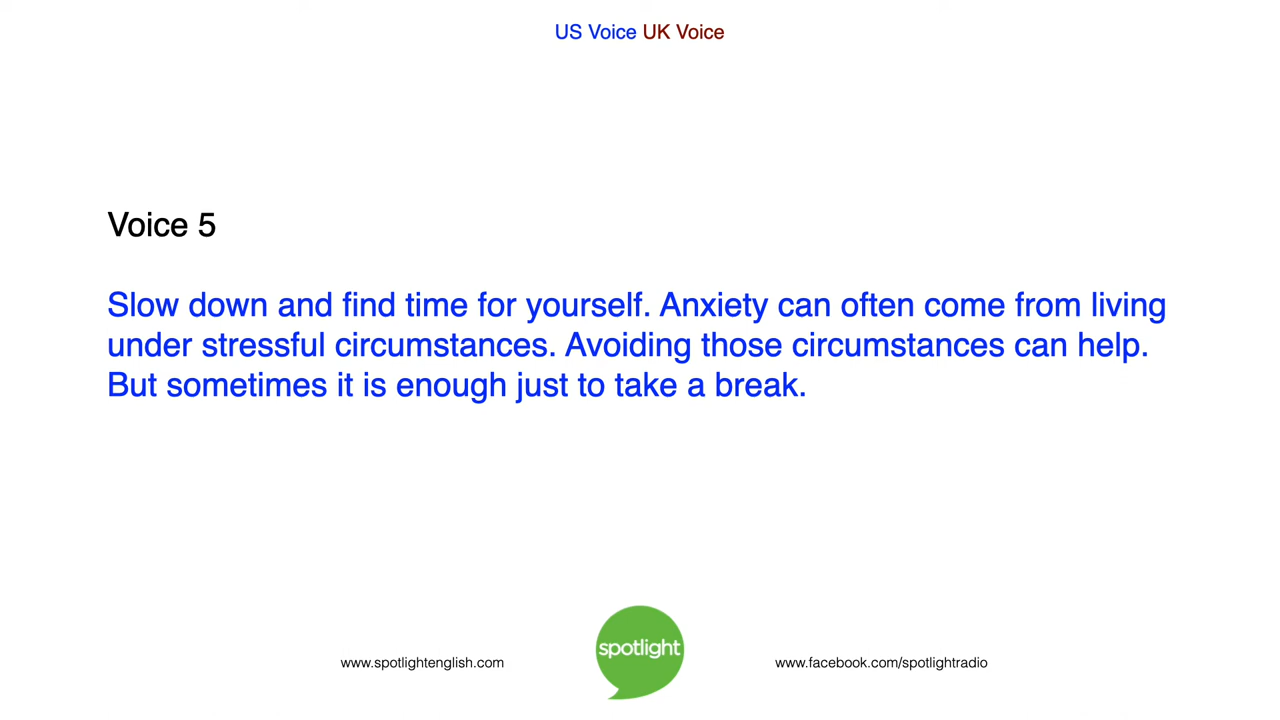 US Voice UK Voice
Voice 5
Slow down and find time for yourself. Anxiety can often come from living
under stressful circumstances. Avoiding those circumstances can help.
But sometimes it is enough just to take a break.
www.spotlightenglish.com
spotlight
www.facebook.com/spotlightradio